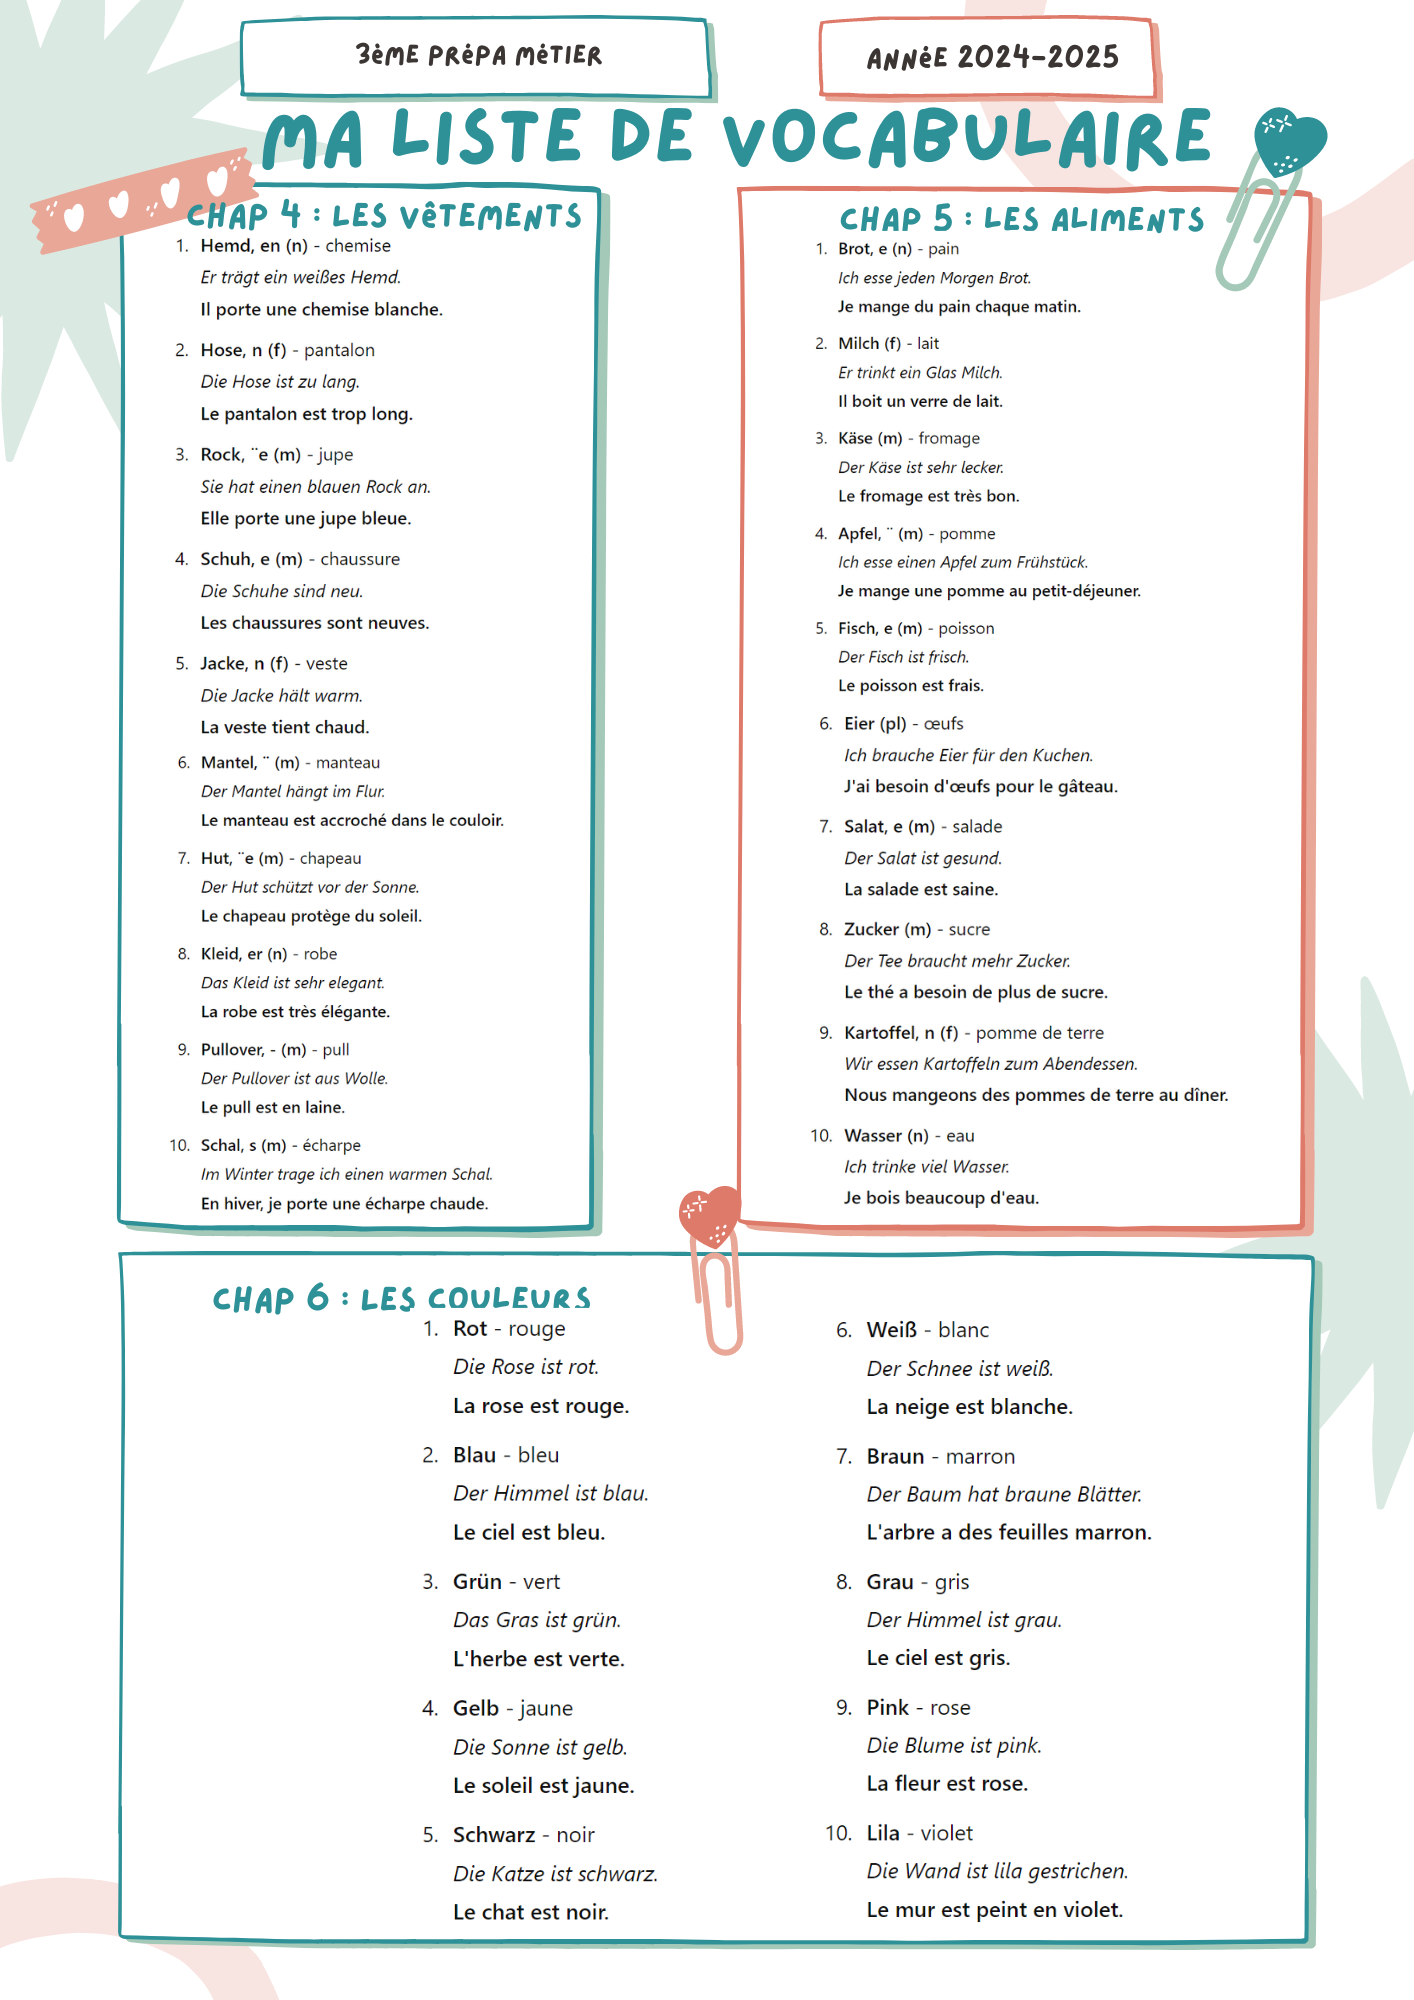 3ème Prépa Métier
Année 2024-2025
Ma liste de vocabulaire
Chap 4 : Les vêtements
1. Hemd, en (n) - chemise
Er trägt ein weißes Hemd.
Il porte une chemise blanche.
2. Hose, n (f) - pantalon
Die Hose ist zu lang.
Le pantalon est trop long.
3. Rock, ¨e (m) - jupe
Sie hat einen blauen Rock an.
Elle porte une jupe bleue.
4. Schuh, e (m) - chaussure
Die Schuhe sind neu.
Les chaussures sont neuves.
5. Jacke, n (f) - veste
Die Jacke hält warm.
La veste tient chaud.
6. Mantel, ¨ (m) - manteau
Der Mantel hängt im Flur.
Le manteau est accroché dans le couloir.
7. Hut, ¨e (m) - chapeau
Der Hut schützt vor der Sonne.
Le chapeau protège du soleil.
8. Kleid, er (n) - robe
Das Kleid ist sehr elegant.
La robe est très élégante.
9. Pullover, - (m) - pull
Der Pullover ist aus Wolle.
Le pull est en laine.
10. Schal, s (m) - écharpe
Im Winter trage ich einen warmen Schal.
En hiver, je porte une écharpe chaude.
Chap 5 : Les aliments
1. Brot, e (n) - pain
Ich esse jeden Morgen Brot.
Je mange du pain chaque matin.
2. Milch (f) - lait
Er trinkt ein Glas Milch.
Il boit un verre de lait.
3. Käse (m) - fromage
Der Käse ist sehr lecker.
Le fromage est très bon.
4. Apfel, ¨ (m) - pomme
Ich esse einen Apfel zum Frühstück.
Je mange une pomme au petit-déjeuner.
5. Fisch, e (m) - poisson
Der Fisch ist frisch.
Le poisson est frais.
6. Eier (pl) - œufs
Ich brauche Eier für den Kuchen.
J'ai besoin d'œufs pour le gâteau.
7. Salat, e (m) - salade
Der Salat ist gesund.
La salade est saine.
8. Zucker (m) - sucre
Der Tee braucht mehr Zucker.
Le thé a besoin de plus de sucre.
9. Kartoffel, n (f) - pomme de terre
Wir essen Kartoffeln zum Abendessen.
Nous mangeons des pommes de terre au dîner.
10. Wasser (n) - eau
Ich trinke viel Wasser.
Je bois beaucoup d'eau.
Chap 6 : Les couleurs
1. Rot - rouge
Die Rose ist rot.
La rose est rouge.
2. Blau - bleu
Der Himmel ist blau.
Le ciel est bleu.
3. Grün - vert
Das Gras ist grün.
L'herbe est verte.
4. Gelb - jaune
Die Sonne ist gelb.
Le soleil est jaune.
5. Schwarz - noir
Die Katze ist schwarz.
Le chat est noir.
6. Weiß - blanc
Der Schnee ist weiß.
La neige est blanche.
7. Braun - marron
Der Baum hat braune Blätter.
L'arbre a des feuilles marron.
8. Grau - gris
Der Himmel ist grau.
Le ciel est gris.
9. Pink - rose
Die Blume ist pink.
La fleur est rose.
10. Lila - violet
Die Wand ist lila gestrichen.
Le mur est peint en violet.